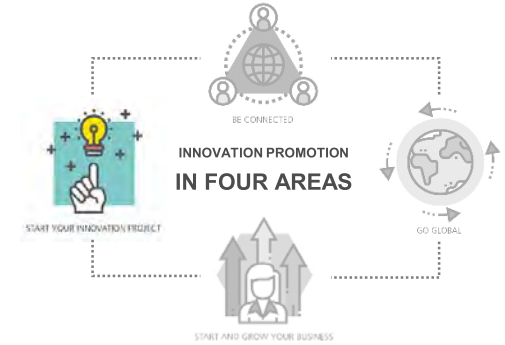 BE CONNECTED
INNOVATION PROMOTION
IN FOUR AREAS
START YOUR INNOVATION PROJECT
GO GLOBAL
START AND GROW YOUR BUSINESS